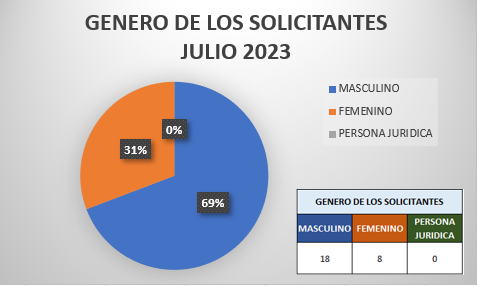 GENERO DE LOS SOLICITANTES
JULIO 2023
MASCULINO
FEMENINO
PERSONA JURIDICA
0%
31%
69%
GENERO DE LOS SOLICITANTES
MASCULINO FEMENINO PERSONA JURIDICA
18 8 0